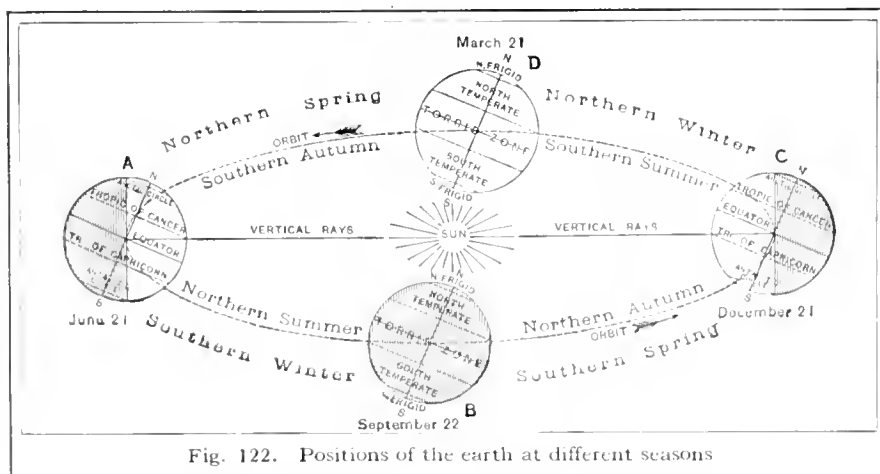 March 21
N
D
N. FRIGID
NORTH
TEMPERATE
TORRID ZONE
SOUTH
TEMPERATE
S. FRIGID
S
Northern Spring
Northern Winter
ORBIT
Southern Autumn
Southern Summer
A
N
CIRCLE
TROPIC OF CANCER
EQUATOR
TR. OF CAPRICORN
S
June 21
VERTICAL RAYS
SUN
VERTICAL RAYS
C
N
TROPIC OF CANCER
EQUATOR
TR. OF CAPRICORN
S
December 21
Northern Summer
Southern Winter
Northern Autumn
ORBIT
Southern Spring
N
N. FRIGID
NORTH
TEMPERATE
TORRID ZONE
SOUTH
TEMPERATE
FRIGID
S
B
September 22
Fig. 122. Positions of the earth at different seasons